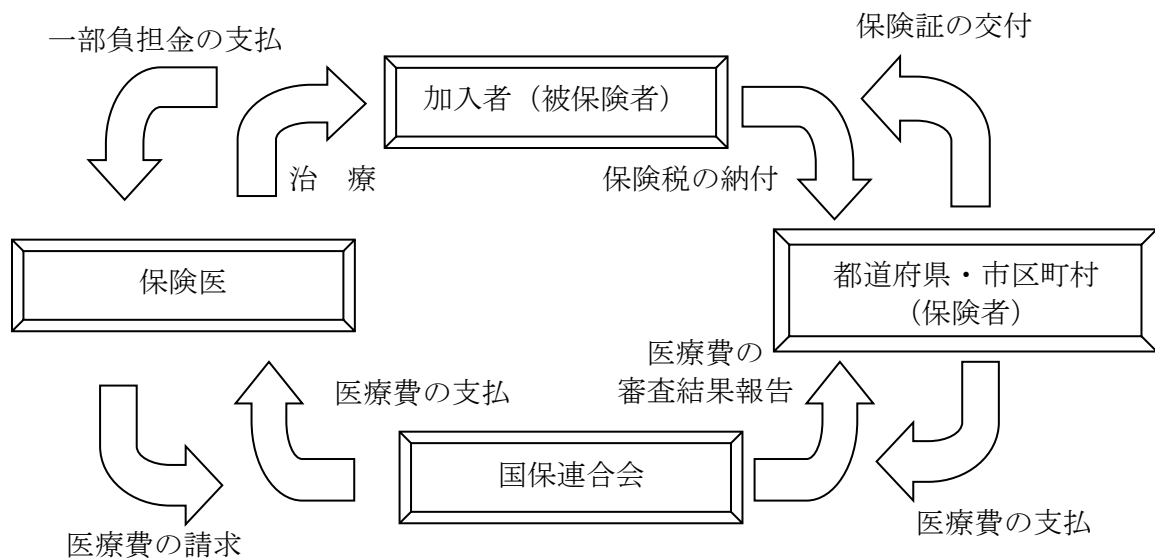 一部負担金の支払
保険証の交付
加入者（被保険者）
治　療
保険税の納付
保険医
都道府県・市区町村
（保険者）
医療費の
審査結果報告
医療費の支払
国保連合会
医療費の請求
医療費の支払